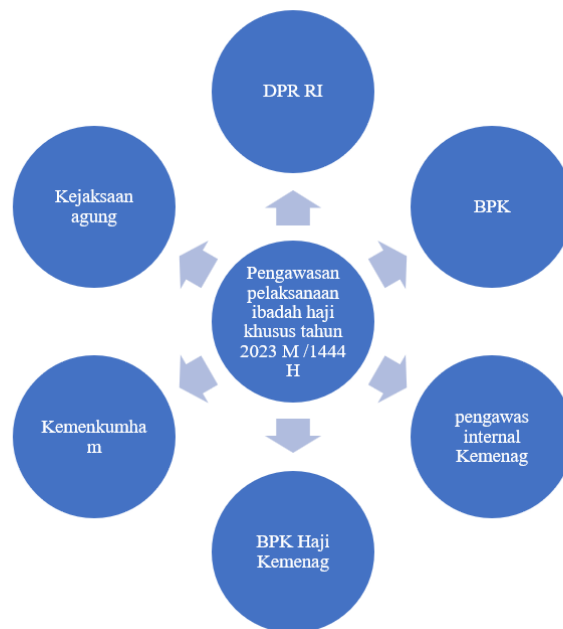 DPR RI
Kejaksaan
agung
BPK
Pengawasan
pelaksanaan
ibadah haji
khusus tahun
2023 M /1444
H
Kemenkumha
m
pengawas
internal
Kemenag
BPK Haji
Kemenag